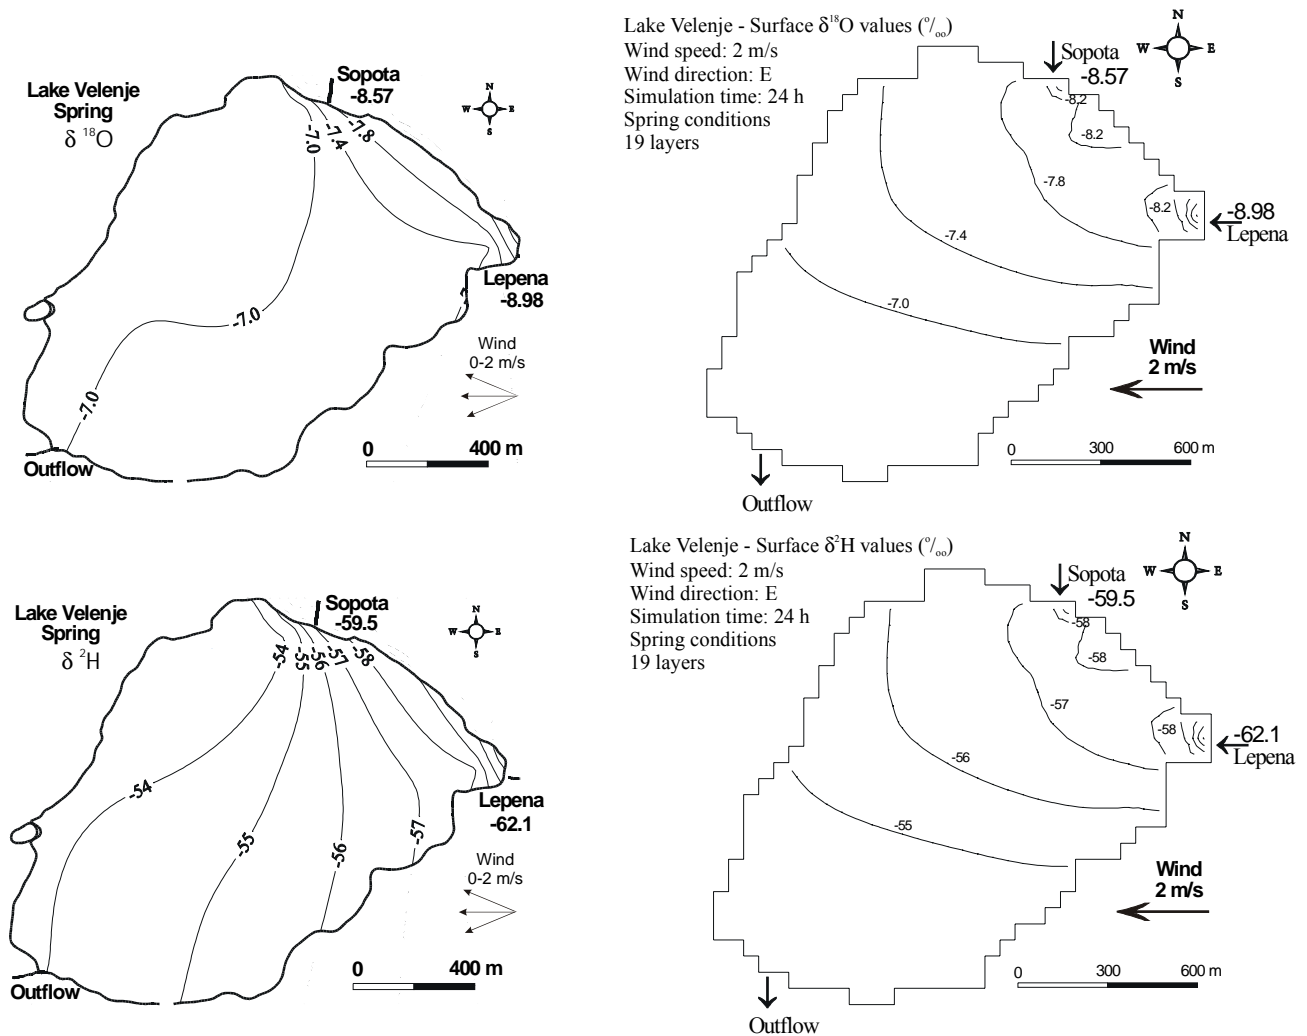 Lake Velenje
Spring
δ ¹⁸O
Sopota
-8.57
N
W E
S
-7.0
-7.4
-7.8
-7.0
-7.0
Lepena
-8.98
Wind
0-2 m/s
0 400 m
Outflow
Lake Velenje - Surface δ¹⁸O values (°/₀₀)
Wind speed: 2 m/s
Wind direction: E
Simulation time: 24 h
Spring conditions
19 layers
Sopota
-8.57
N
W E
S
-8.2
-8.2
-7.8
-8.2
-8.98
Lepena
-7.4
-7.0
Wind
2 m/s
0 300 600 m
Outflow
Lake Velenje
Spring
δ ²H
Sopota
-59.5
N
W E
S
-54
-55
-56
-57
-58
-54
-55
-56
-57
Lepena
-62.1
Wind
0-2 m/s
0 400 m
Outflow
Lake Velenje - Surface δ²H values (°/₀₀)
Wind speed: 2 m/s
Wind direction: E
Simulation time: 24 h
Spring conditions
19 layers
Sopota
-59.5
N
W E
S
-58
-58
-57
-58
-62.1
Lepena
-56
-55
Wind
2 m/s
0 300 600 m
Outflow